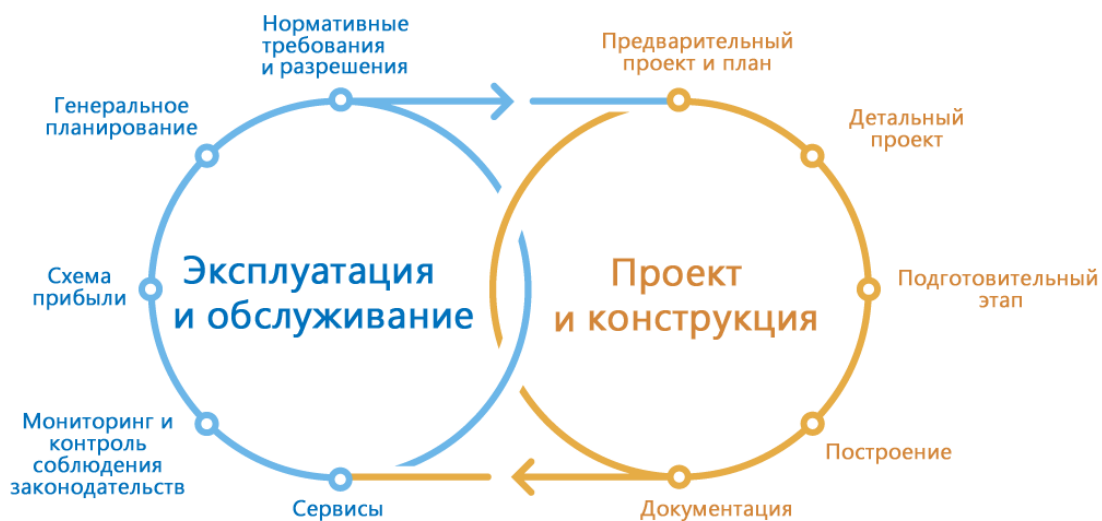 Нормативные
требования
и разрешения
Генеральное
планирование
Схема
прибыли
Мониторинг и
контроль
соблюдения
законодательств
Сервисы
Эксплуатация
и обслуживание
Предварительный
проект и план
Детальный
проект
Подготовительный
этап
Построение
Документация
Проект
и конструкция